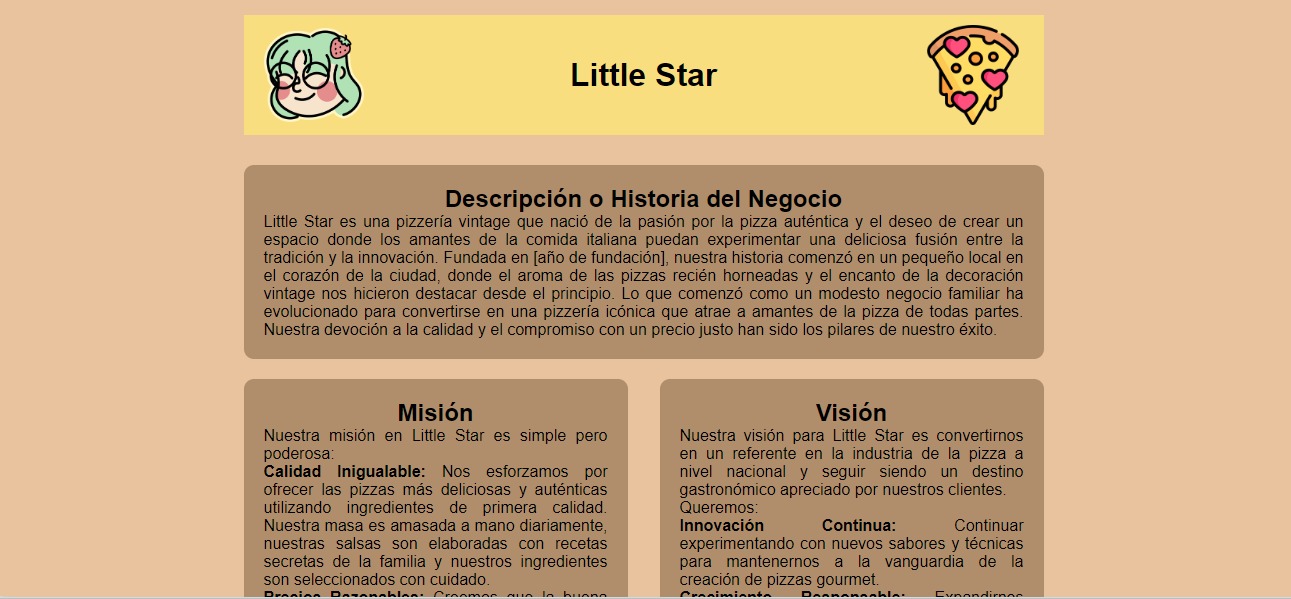 Little Star
Descripción o Historia del Negocio
Little Star es una pizzería vintage que nació de la pasión por la pizza auténtica y el deseo de crear un
espacio donde los amantes de la comida italiana puedan experimentar una deliciosa fusión entre la
tradición y la innovación. Fundada en [año de fundación], nuestra historia comenzó en un pequeño local en
el corazón de la ciudad, donde el aroma de las pizzas recién horneadas y el encanto de la decoración
vintage nos hicieron destacar desde el principio. Lo que comenzó como un modesto negocio familiar ha
evolucionado para convertirse en una pizzería icónica que atrae a amantes de la pizza de todas partes.
Nuestra devoción a la calidad y el compromiso con un precio justo han sido los pilares de nuestro éxito.
Misión
Nuestra misión en Little Star es simple pero
poderosa:
Calidad Inigualable: Nos esforzamos por
ofrecer las pizzas más deliciosas y auténticas
utilizando ingredientes de primera calidad.
Nuestra masa es amasada a mano diariamente,
nuestras salsas son elaboradas con recetas
secretas de la familia y nuestros ingredientes
son seleccionados con cuidado.
Precios Razonables: Creemos que la buena
Visión
Nuestra visión para Little Star es convertirnos
en un referente en la industria de la pizza a
nivel nacional y seguir siendo un destino
gastronómico apreciado por nuestros clientes.
Queremos:
Innovación Continua: Continuar
experimentando con nuevos sabores y técnicas
para mantenernos a la vanguardia de la
creación de pizzas gourmet.
Crecimiento Responsable: Expandirnos